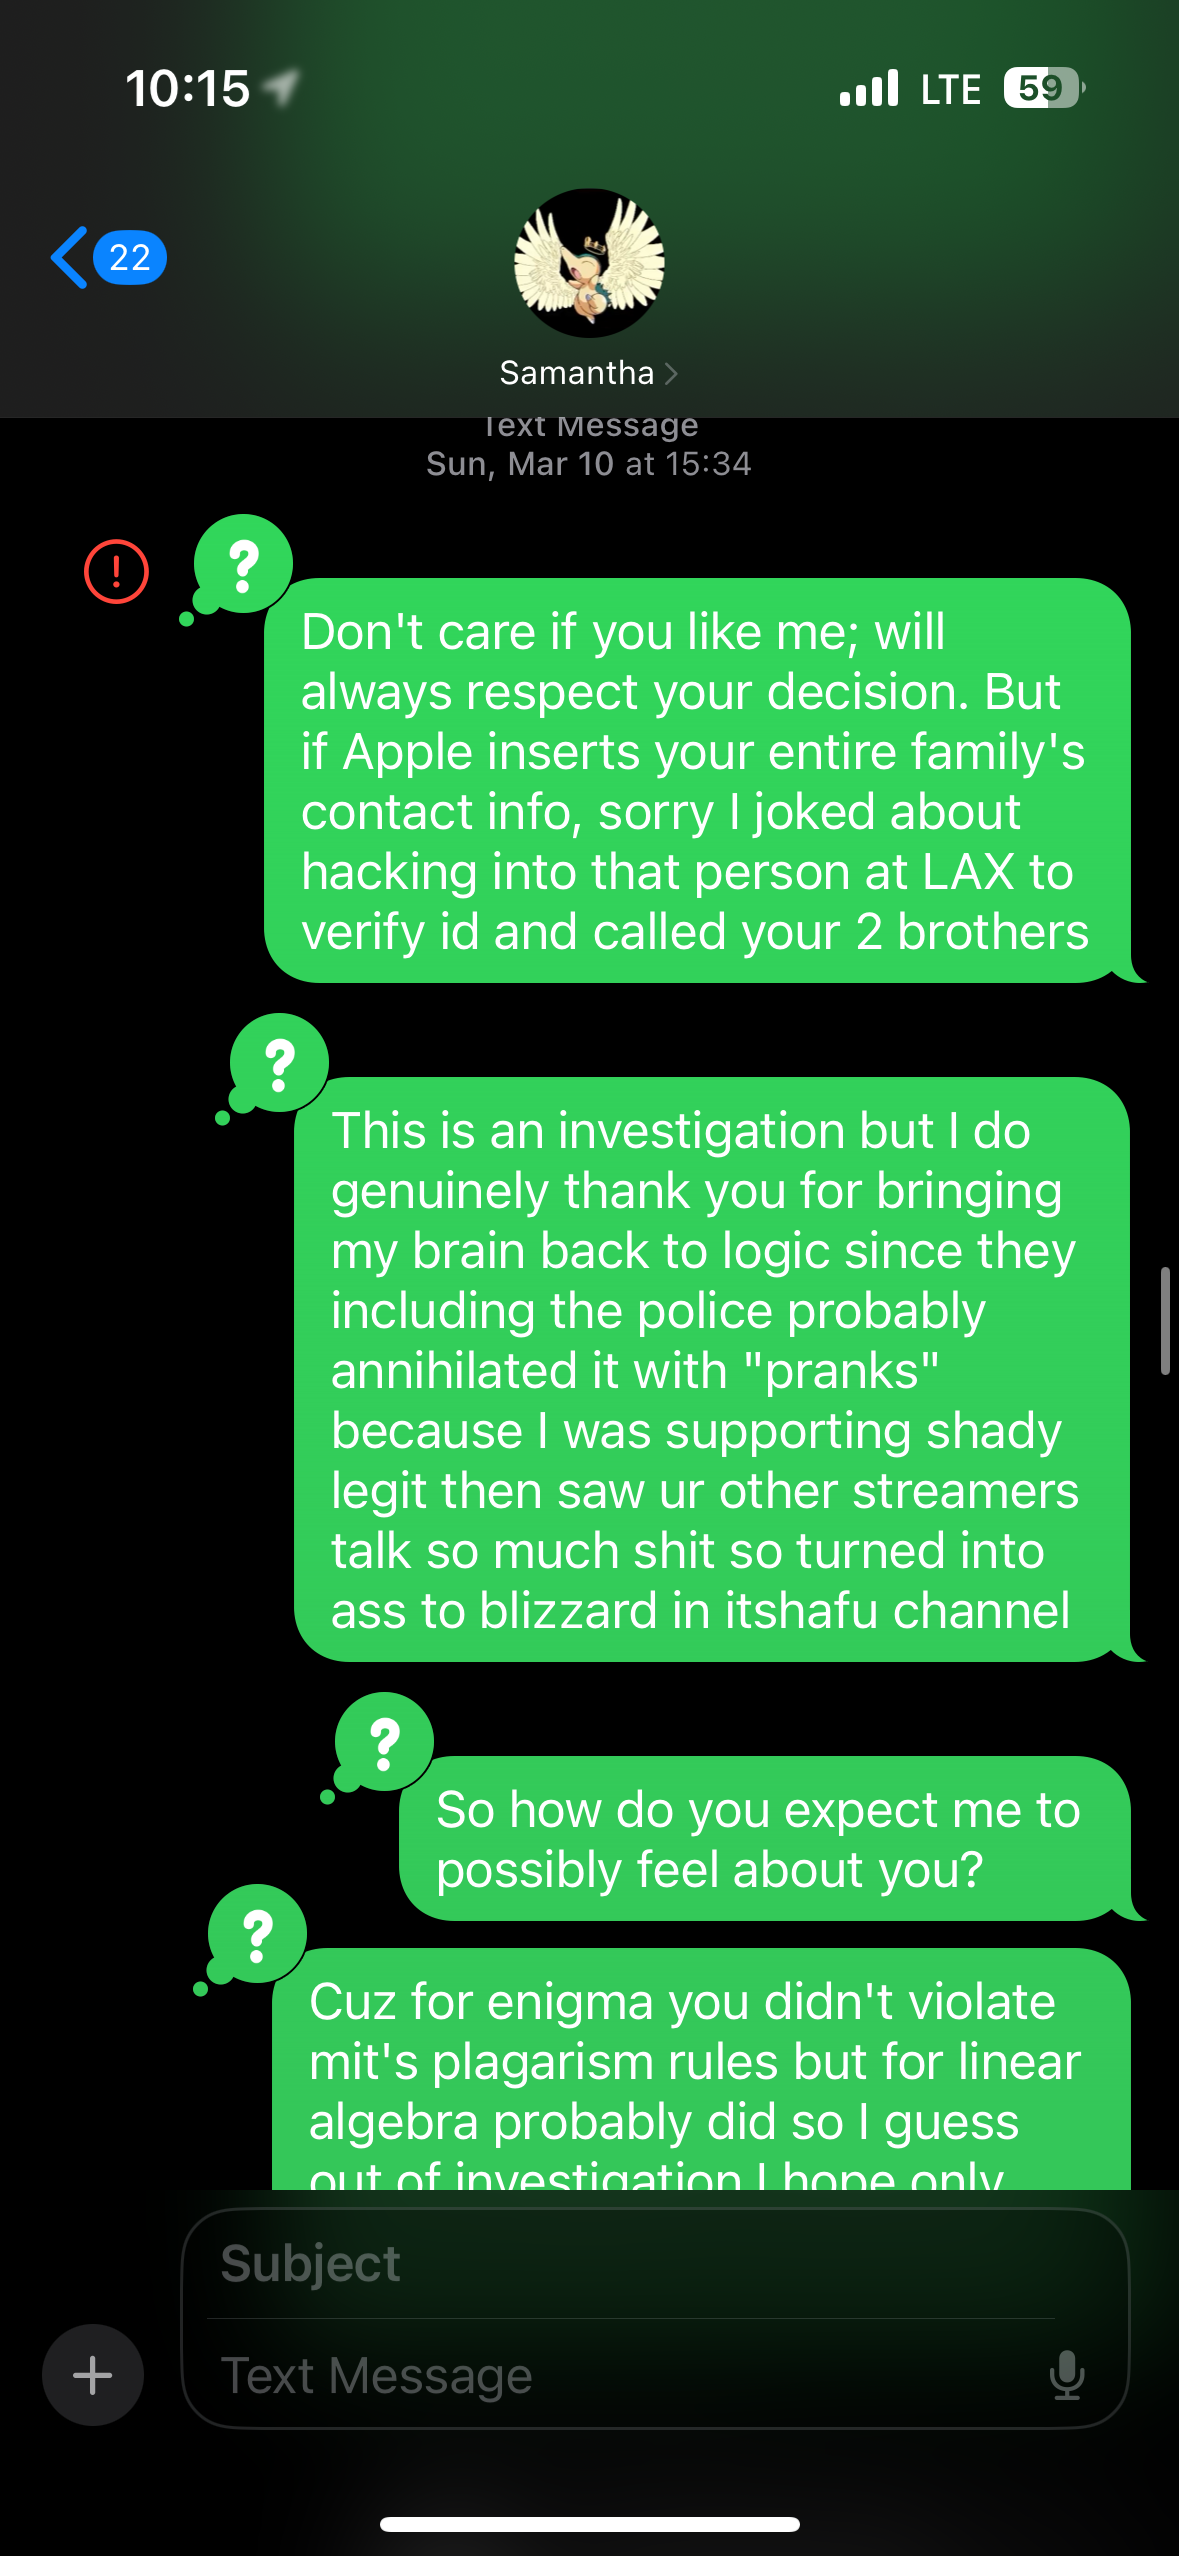 10:15
LTE
59
22
Samantha
Text Message
Sun, Mar 10 at 15:34
!
?
Don't care if you like me; will
always respect your decision. But
if Apple inserts your entire family's
contact info, sorry I joked about
hacking into that person at LAX to
verify id and called your 2 brothers
?
This is an investigation but I do
genuinely thank you for bringing
my brain back to logic since they
including the police probably
annihilated it with "pranks"
because I was supporting shady
legit then saw ur other streamers
talk so much shit so turned into
ass to blizzard in itshafu channel
?
So how do you expect me to
possibly feel about you?
?
Cuz for enigma you didn't violate
mit's plagarism rules but for linear
algebra probably did so I guess
out of investigation I hope only
Subject
Text Message